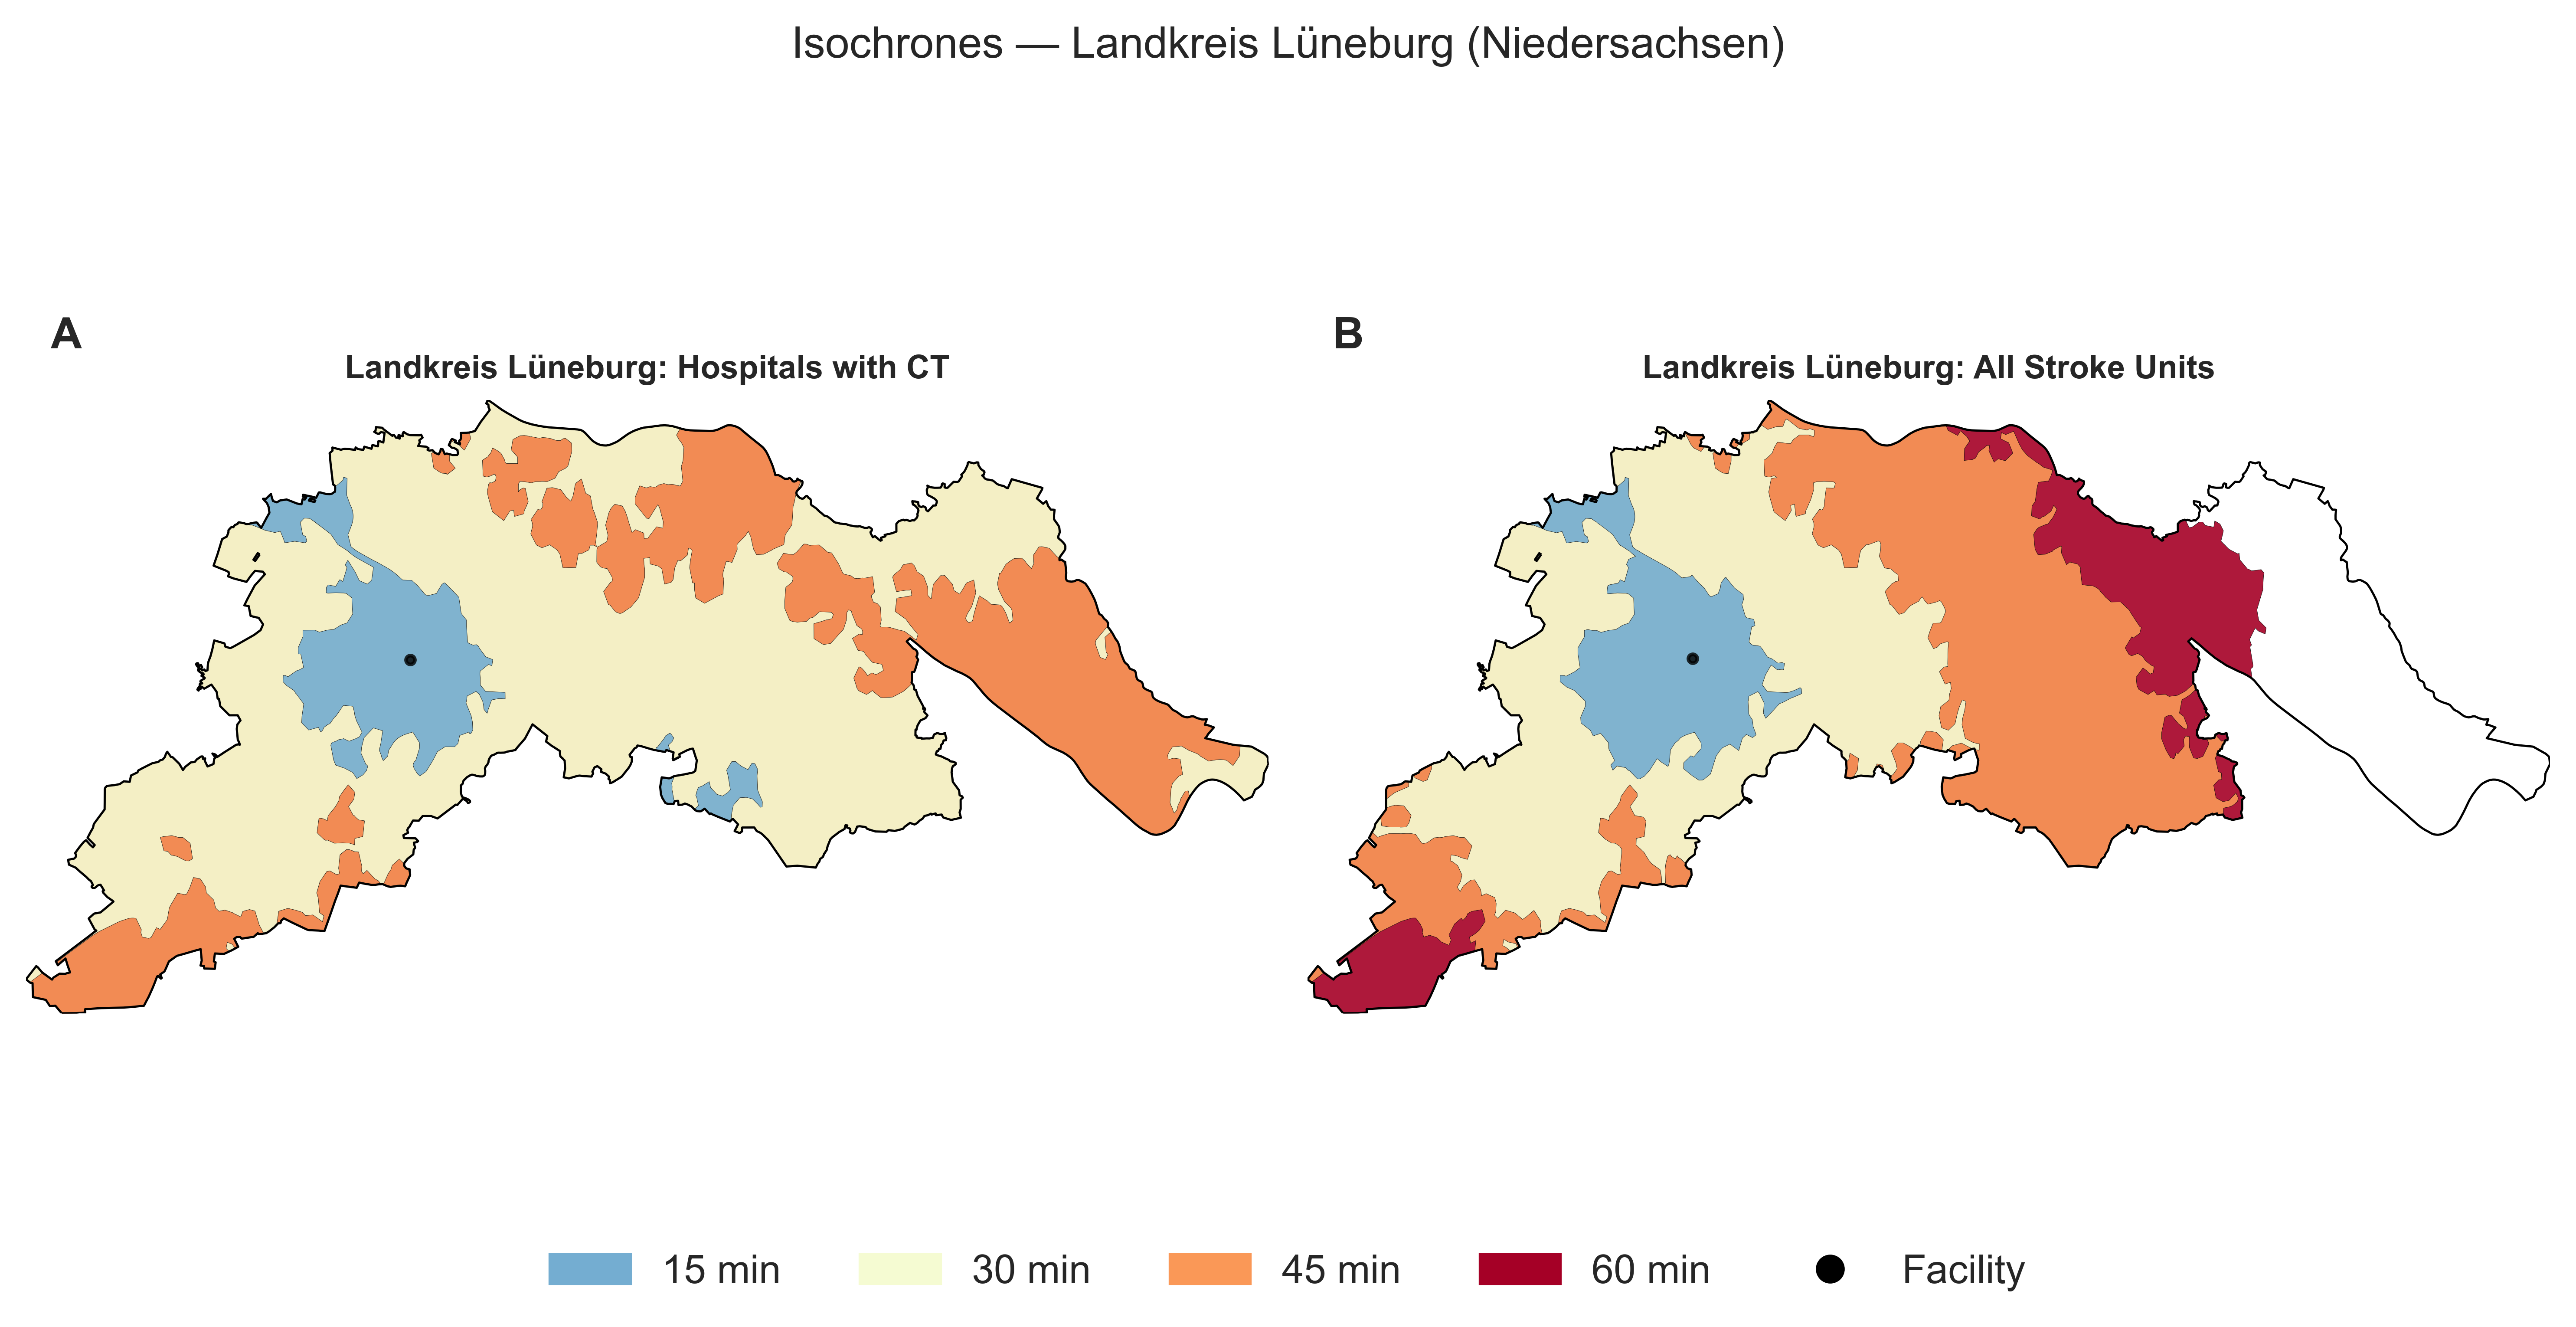 Isochrones — Landkreis Lüneburg (Niedersachsen)
A
Landkreis Lüneburg: Hospitals with CT
B
Landkreis Lüneburg: All Stroke Units
15 min
30 min
45 min
60 min
Facility